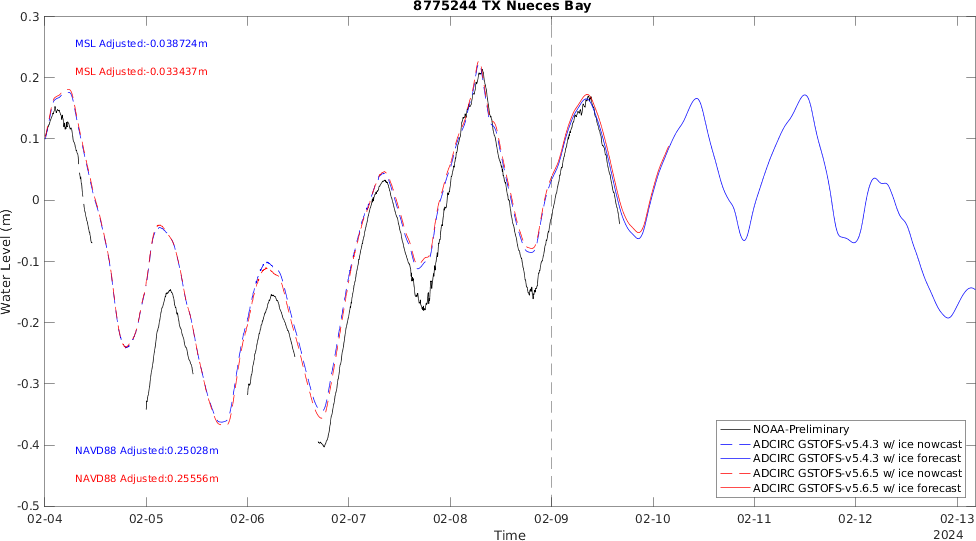 8775244 TX Nueces Bay
0.3
0.2
0.1
0
-0.1
-0.2
-0.3
-0.4
-0.5
Water Level (m)
MSL Adjusted:-0.038724m
MSL Adjusted:-0.033437m
NAVD88 Adjusted:0.25028m
NAVD88 Adjusted:0.25556m
NOAA-Preliminary
ADCIRC GSTOFS-v5.4.3 w/ ice nowcast
ADCIRC GSTOFS-v5.4.3 w/ ice forecast
ADCIRC GSTOFS-v5.6.5 w/ ice nowcast
ADCIRC GSTOFS-v5.6.5 w/ ice forecast
02-04 02-05 02-06 02-07 02-08 02-09 02-10 02-11 02-12 02-13
Time
2024